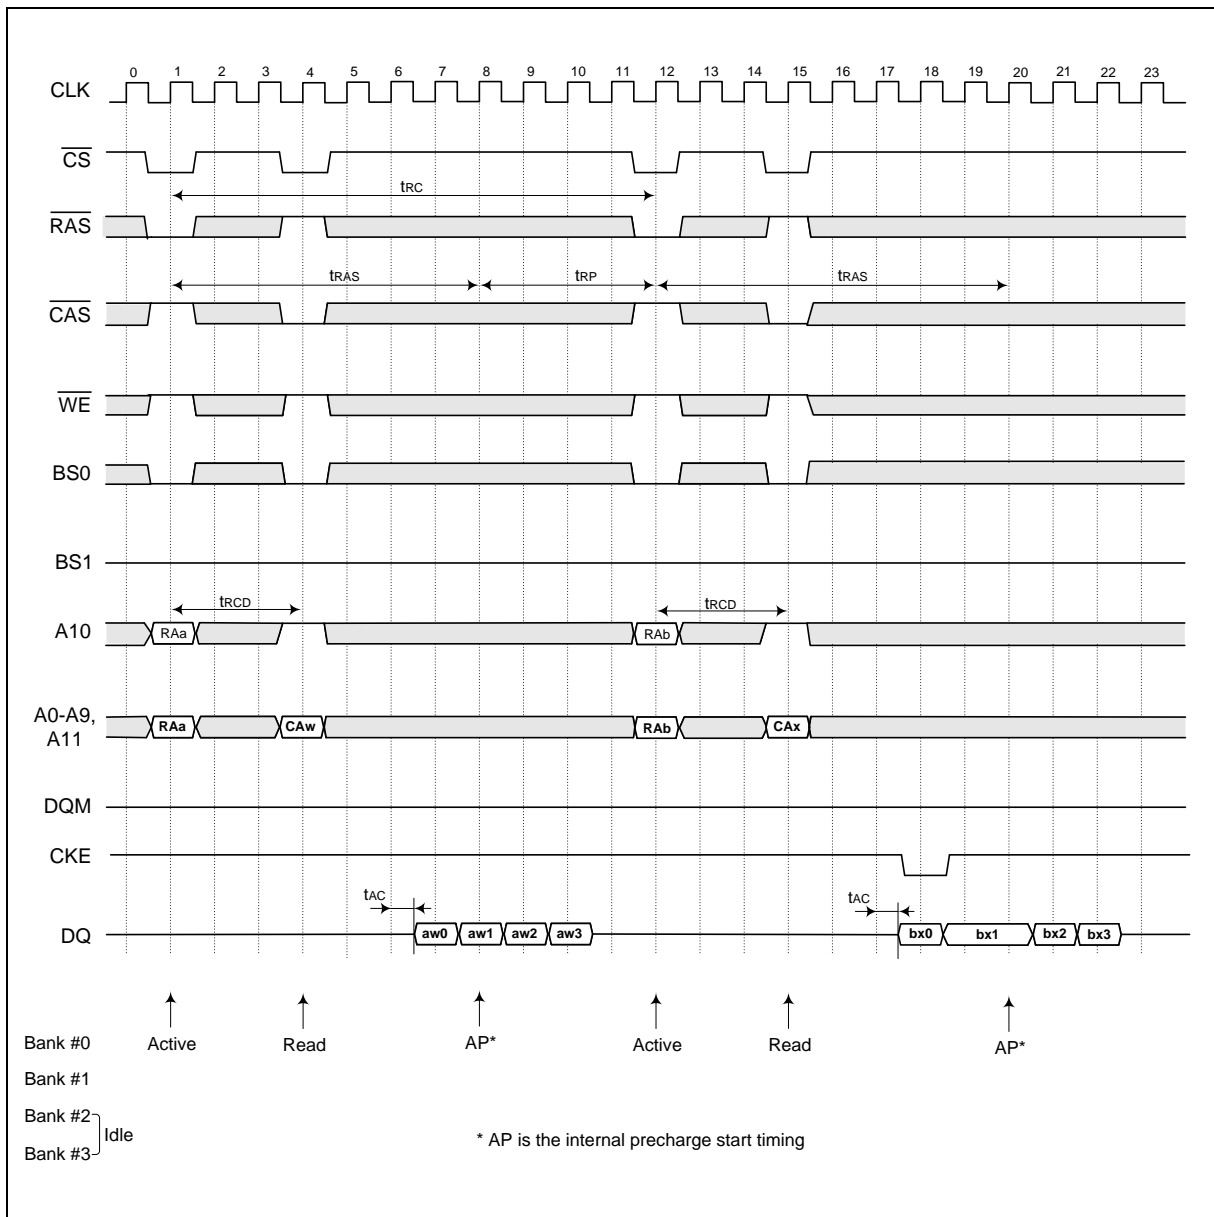 0 1 2 3 4 5 6 7 8 9 10 11 12 13 14 15 16 17 18 19 20 21 22 23
CLK
CS
tRC
RAS
tRAS tRP tRAS
CAS
WE
BS0
BS1
tRCD tRCD
A10 RAa RAb
A0-A9,
A11
RAa CAw RAb CAx
DQM
CKE
tAC tAC
DQ aw0 aw1 aw2 aw3 bx0 bx1 bx2 bx3
Bank #0 Active Read AP* Active Read AP*
Bank #1
Bank #2
Idle
Bank #3
* AP is the internal precharge start timing